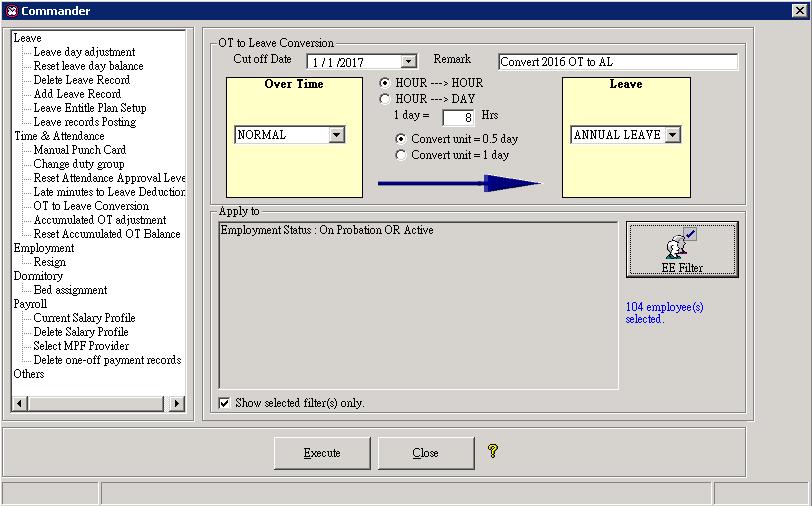 Commander
Leave
Leave day adjustment
Reset leave day balance
Delete Leave Record
Add Leave Record
Leave Entitle Plan Setup
Leave records Posting
Time & Attendance
Manual Punch Card
Change duty group
Reset Attendance Approval Leve
Late minutes to Leave Deduction
OT to Leave Conversion
Accumulated OT adjustment
Reset Accumulated OT Balance
Employment
Resign
Dormitory
Bed assignment
Payroll
Current Salary Profile
Delete Salary Profile
Select MPF Provider
Delete one-off payment records
Others
OT to Leave Conversion
Cut off Date 1 / 1 /2017 Remark Convert 2016 OT to AL
Over Time
NORMAL
HOUR ---> HOUR
HOUR ---> DAY
1 day = 8 Hrs
Convert unit = 0.5 day
Convert unit = 1 day
Leave
ANNUAL LEAVE
Apply to
Employment Status : On Probation OR Active
EE Filter
104 employee(s)
selected.
Show selected filter(s) only.
Execute Close ?